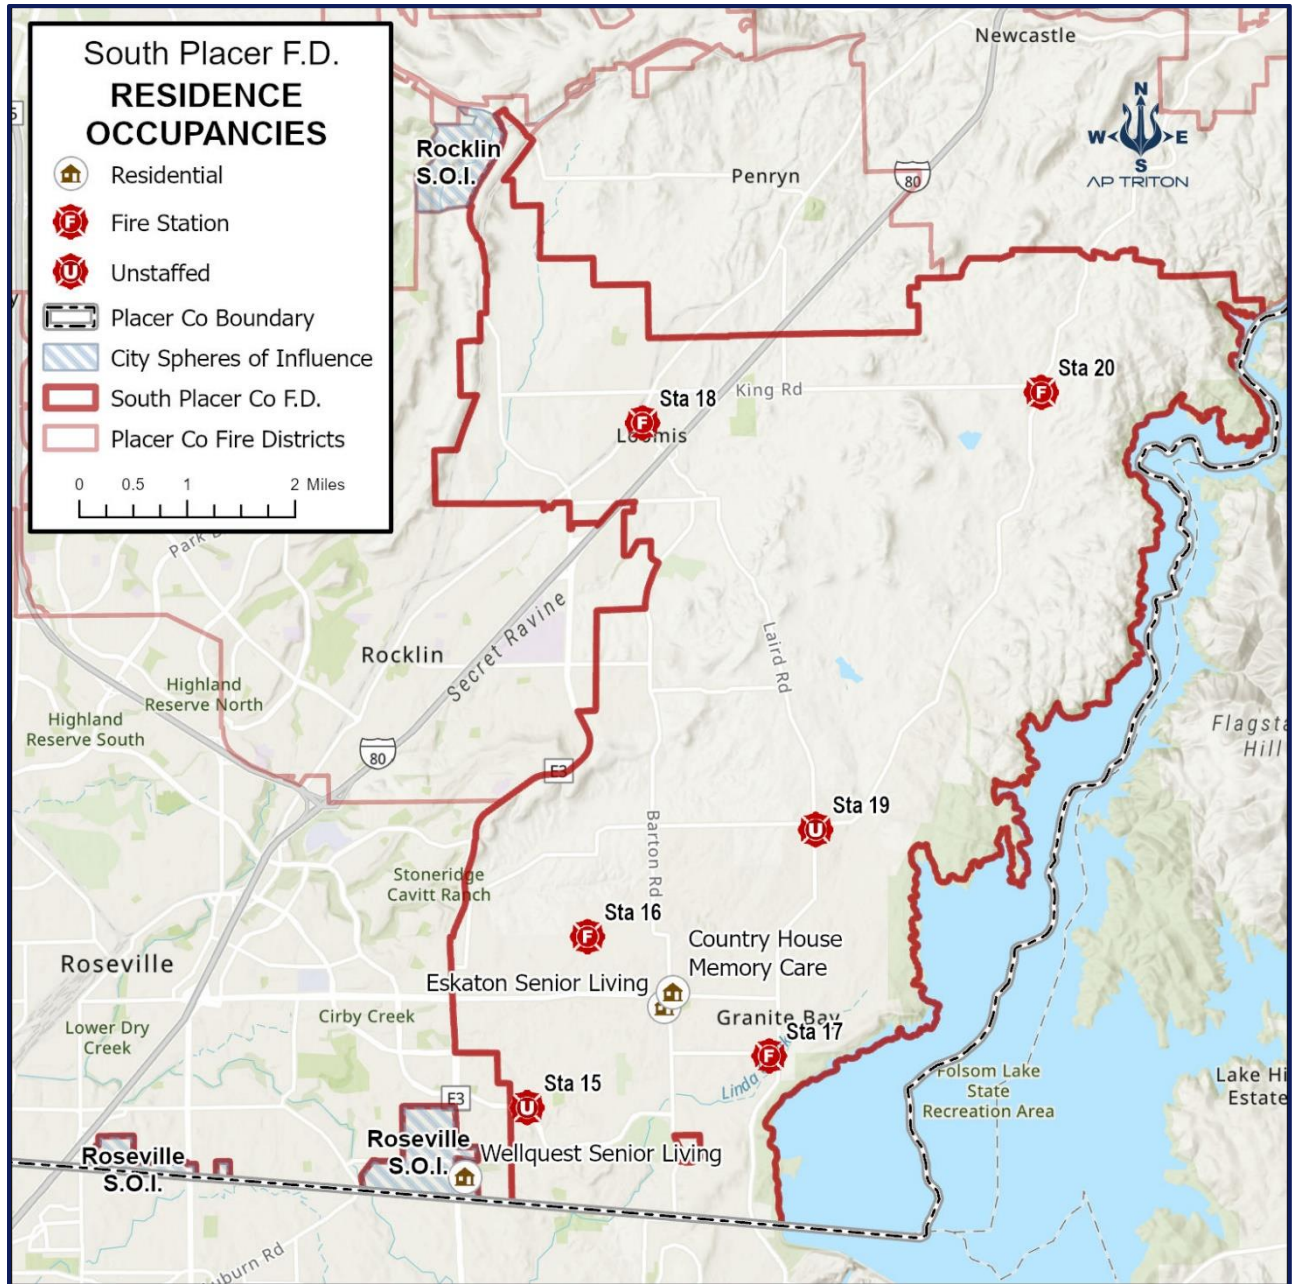 South Placer F.D.
RESIDENCE
OCCUPANCIES
Residential
F
Fire Station
U
Unstaffed
Placer Co Boundary
City Spheres of Influence
South Placer Co F.D.
Placer Co Fire Districts
0 0.5 1 2 Miles
Newcastle
N
W E
S
AP TRITON
Rocklin
S.O.I.
Penryn
80
Sta 20
F
King Rd
Sta 18
F
Loomis
Secret Ravine
Rocklin
Laird Rd
Highland
Reserve North
Highland
Reserve South
Flagsta
Hill
80
E3
Sta 19
U
Barton Rd
Stoneridge
Cavitt Ranch
Sta 16
F
Country House
Memory Care
Roseville
Eskaton Senior Living
Cirby Creek
Granite Bay
Lower Dry
Creek
Sta 17
F
Linda
Folsom Lake
State
Recreation Area
Lake Hi
Estate
Sta 15
U
E3
Roseville
S.O.I.
Roseville
S.O.I.
Wellquest Senior Living
uburn Rd